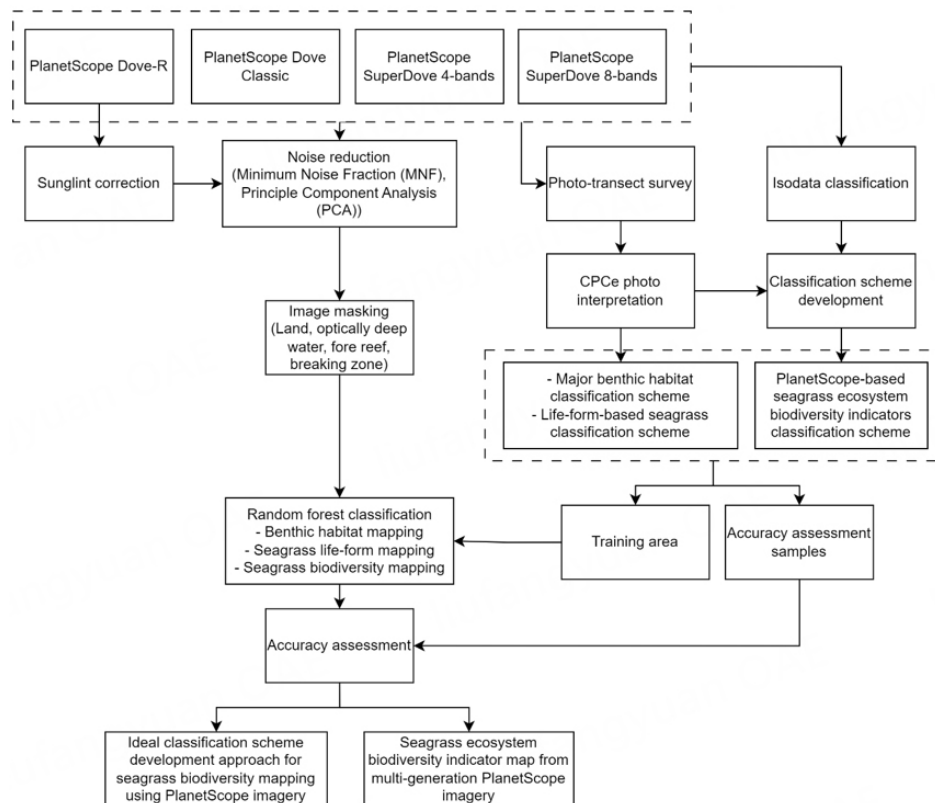 PlanetScope Dove-R
PlanetScope Dove
Classic
PlanetScope
SuperDove 4-bands
PlanetScope
SuperDove 8-bands
Sunglint correction
Noise reduction
(Minimum Noise Fraction (MNF),
Principle Component Analysis
(PCA))
Photo-transect survey
Isodata classification
CPCe photo
interpretation
Classification scheme
development
Image masking
(Land, optically deep
water, fore reef,
breaking zone)
- Major benthic habitat
classification scheme
- Life-form-based seagrass
classification scheme
PlanetScope-based
seagrass ecosystem
biodiversity indicators
classification scheme
Random forest classification
- Benthic habitat mapping
- Seagrass life-form mapping
- Seagrass biodiversity mapping
Training area
Accuracy assessment
samples
Accuracy assessment
Ideal classification scheme
development approach for
seagrass biodiversity mapping
using PlanetScope imagery
Seagrass ecosystem
biodiversity indicator map from
multi-generation PlanetScope
imagery